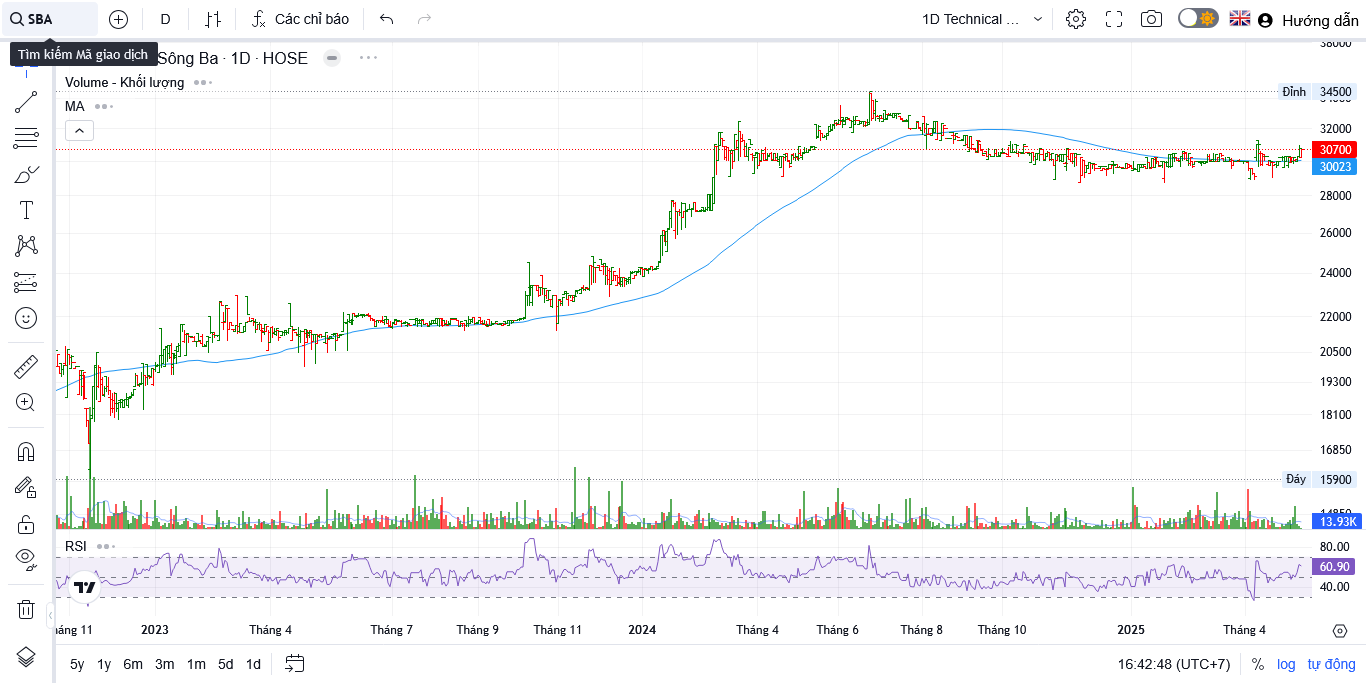 SBA D Các chỉ báo 1D Technical ... Hướng dẫn
Tìm kiếm Mã giao dịch
Sông Ba · 1D · HOSE
Volume - Khối lượng
MA
38000
Đỉnh 34500
32000
30700
30023
28000
26000
24000
22000
20500
19300
18100
16850
Đáy 15900
13.93K
RSI
80.00
60.90
40.00
háng 11 2023 Tháng 4 Tháng 7 Tháng 9 Tháng 11 2024 Tháng 4 Tháng 6 Tháng 8 Tháng 10 2025 Tháng 4
5y 1y 6m 3m 1m 5d 1d 16:42:48 (UTC+7) % log tự động